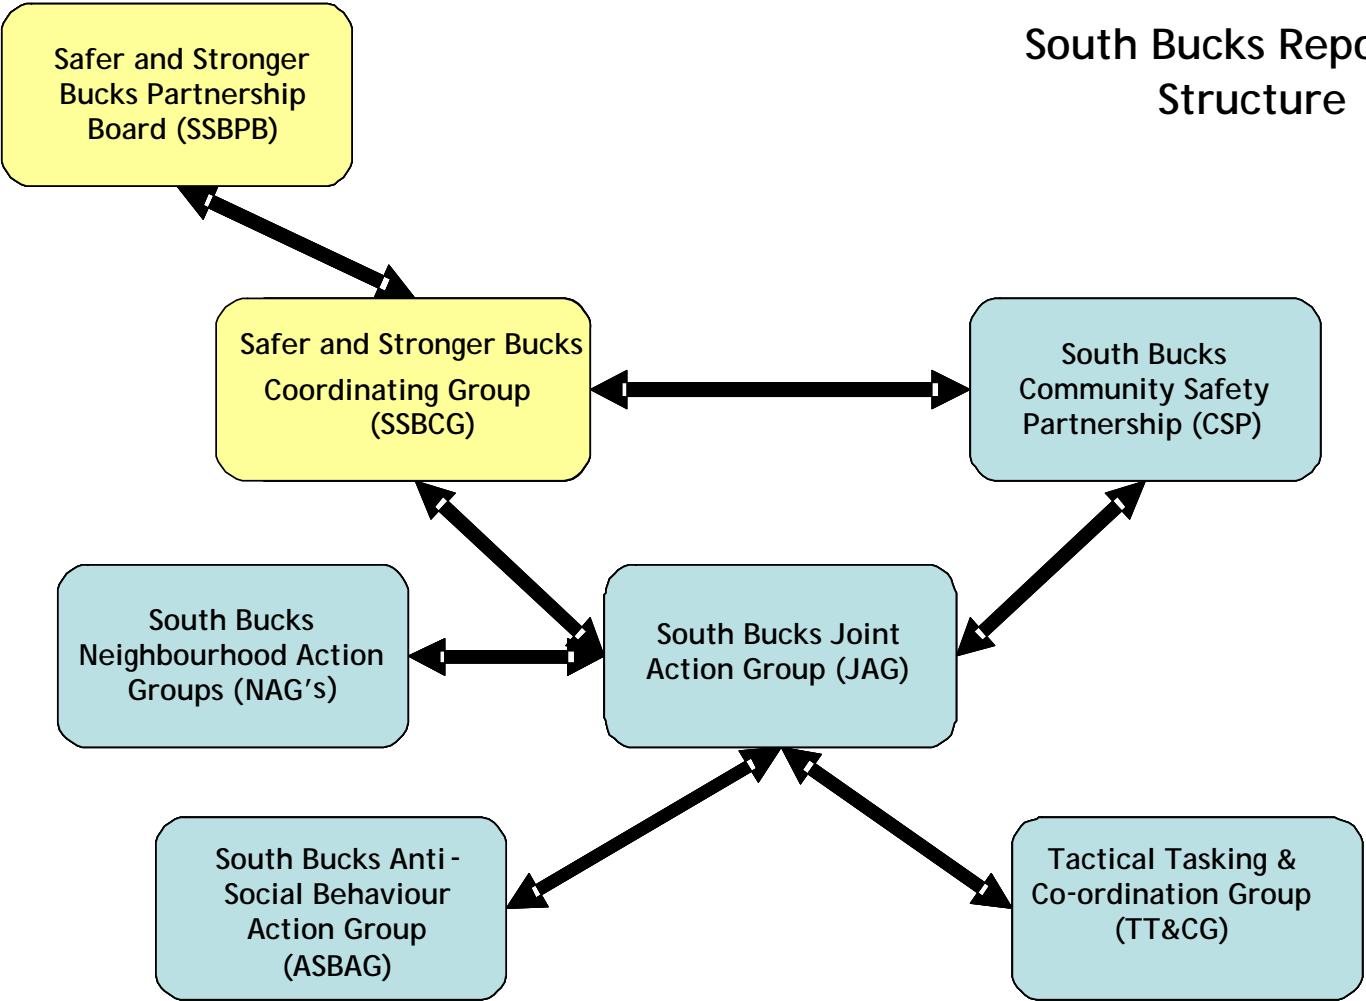 South Bucks
Structure
Safer and Stronger
Bucks Partnership
Board (SSBPB)
Safer and Stronger Bucks
Coordinating Group
(SSBCG)
South Bucks
Community Safety
Partnership (CSP)
South Bucks
Neighbourhood Action
Groups (NAG's)
South Bucks Joint
Action Group (JAG)
South Bucks Anti-
Social Behaviour
Action Group
(ASBAG)
Tactical Tasking &
Co-ordination Group
(TT&CG)